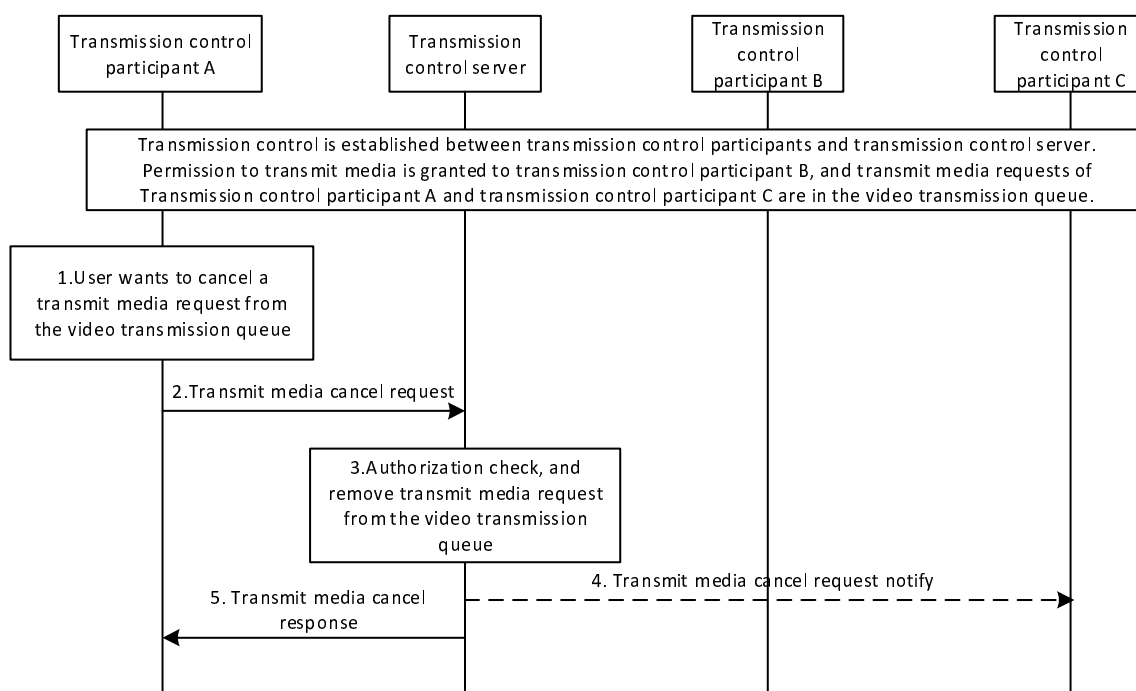 Transmission control
participant A
Transmission
control server
Transmission
control
participant B
Transmission
control
participant C
Transmission control is established between transmission control participants and transmission control server.
Permission to transmit media is granted to transmission control participant B, and transmit media requests of
Transmission control participant A and transmission control participant C are in the video transmission queue.
1.User wants to cancel a
transmit media request from
the video transmission queue
2.Transmit media cancel request
3.Authorization check, and
remove transmit media request
from the video transmission
queue
4. Transmit media cancel request notify
5. Transmit media cancel
response